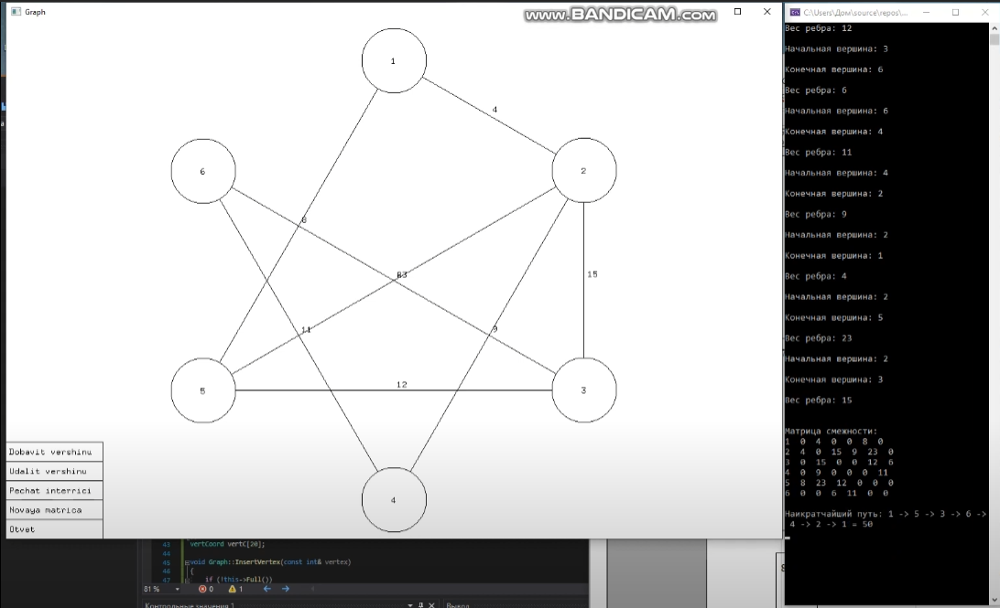 Graph
www.BANDICAM.com
1
4
6
2
8
15
11
9
12
5
3
4
Dobavit vershinu
Udalit vershinu
Pechat interrici
Novaya matrica
Otvet
43 vertCoord vertC[20];
44
45 void Graph::InsertVertex(const int& vertex)
46 {
47 if (!this->Full())
81 %
0
1
Контрольные значения 1
Вывод
C:\Users\Дом\source\repos\...
Вес ребра: 12
Начальная вершина: 3
Конечная вершина: 6
Вес ребра: 6
Начальная вершина: 6
Конечная вершина: 4
Вес ребра: 11
Начальная вершина: 4
Конечная вершина: 2
Вес ребра: 9
Начальная вершина: 2
Конечная вершина: 1
Вес ребра: 4
Начальная вершина: 2
Конечная вершина: 5
Вес ребра: 23
Начальная вершина: 2
Конечная вершина: 3
Вес ребра: 15
Матрица смежности:
1 0 4 0 0 8 0
2 4 0 15 9 23 0
3 0 15 0 0 12 6
4 0 9 0 0 0 11
5 8 23 12 0 0 0
6 0 0 6 11 0 0
Наикратчайший путь: 1 -> 5 -> 3 -> 6 ->
4 -> 2 -> 1 = 50